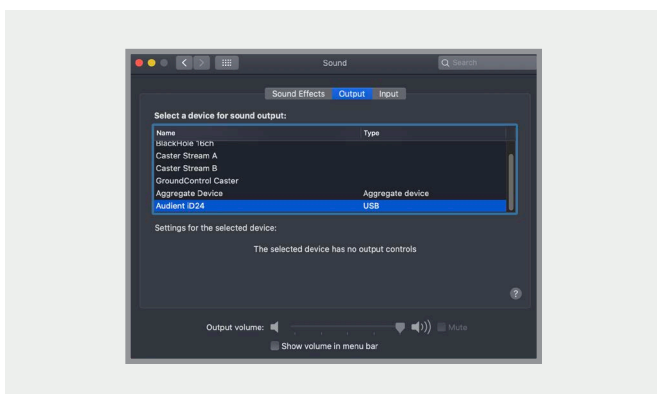 Sound
Search
Sound Effects Output Input
Select a device for sound output:
Name Type
BlackHole 16ch
Caster Stream A
Caster Stream B
GroundControl Caster
Aggregate Device Aggregate device
Audient iD24 USB
Settings for the selected device:
The selected device has no output controls
?
Output volume: Mute
Show volume in menu bar